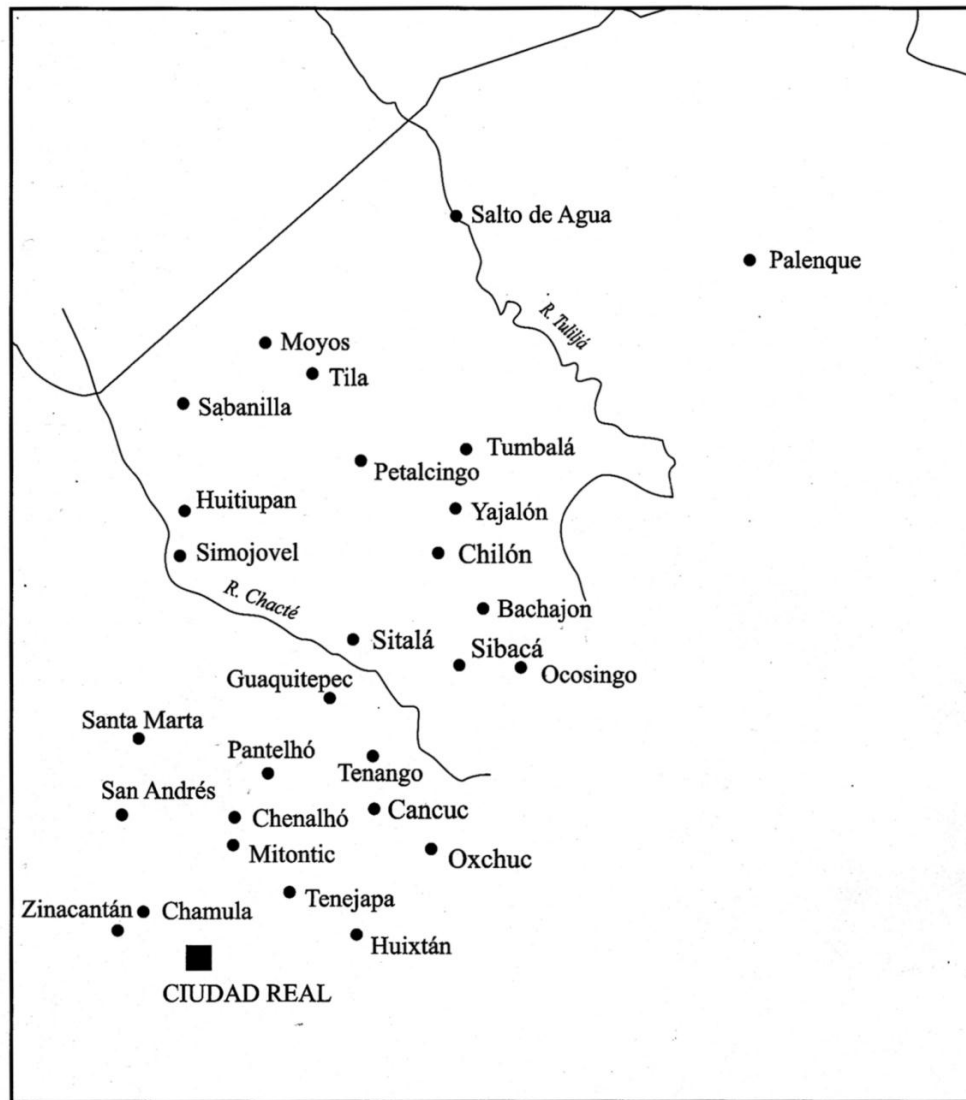 Salto de Agua
Palenque
R. Tuliljá
Moyos
Tila
Sabanilla
Tumbalá
Petalcingo
Huitiupan
Yajalón
Simojovel
Chilón
R. Chacté
Bachajon
Sitalá
Sibacá
Ocosingo
Guaquitepec
Santa Marta
Pantelhó
Tenango
San Andrés
Cancuc
Chenalhó
Mitontic
Oxchuc
Tenejapa
Zinacantán
Chamula
Huixtán
CIUDAD REAL